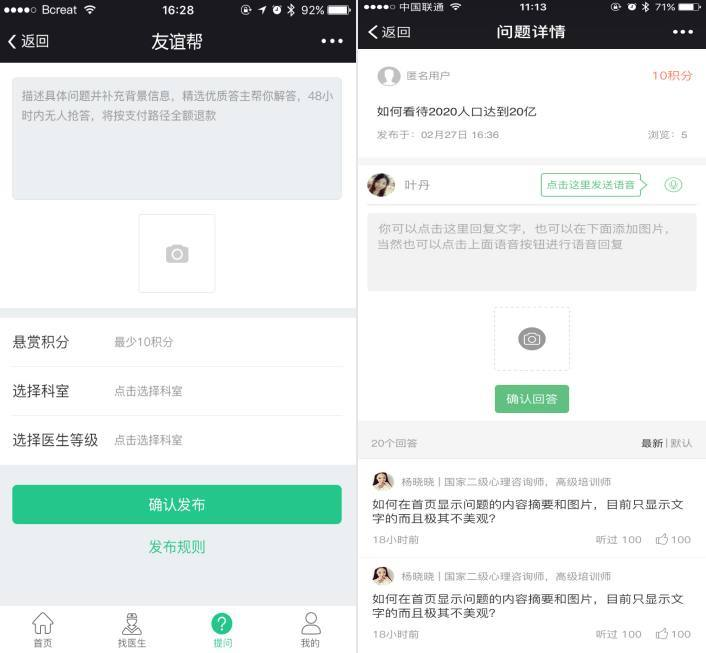 Bcreat
16:28
92%
返回
友谊帮
描述具体问题并补充背景信息，精选优质答主帮你解答，48小
时内无人抢答，将按支付路径全额退款
悬赏积分
最少10积分
选择科室
点击选择科室
选择医生等级
点击选择科室
确认发布
发布规则
首页
找医生
?
提问
我的
中国联通
11:13
71%
返回
问题详情
匿名用户
10积分
如何看待2020人口达到20亿
发布于：02月27日 16:36
浏览：5
叶丹
点击这里发送语音
你可以点击这里回复文字，也可以在下面添加图片，
当然也可以点击上面语音按钮进行语音回复
确认回答
20个回答
最新|默认
杨晓晓 | 国家二级心理咨询师，高级培训师
如何在首页显示问题的内容摘要和图片，目前只显示文
字的而且极其不美观?
18小时前
听过 100
100
杨晓晓 | 国家二级心理咨询师，高级培训师
如何在首页显示问题的内容摘要和图片，目前只显示文
字的而且极其不美观?
18小时前
听过 100
100